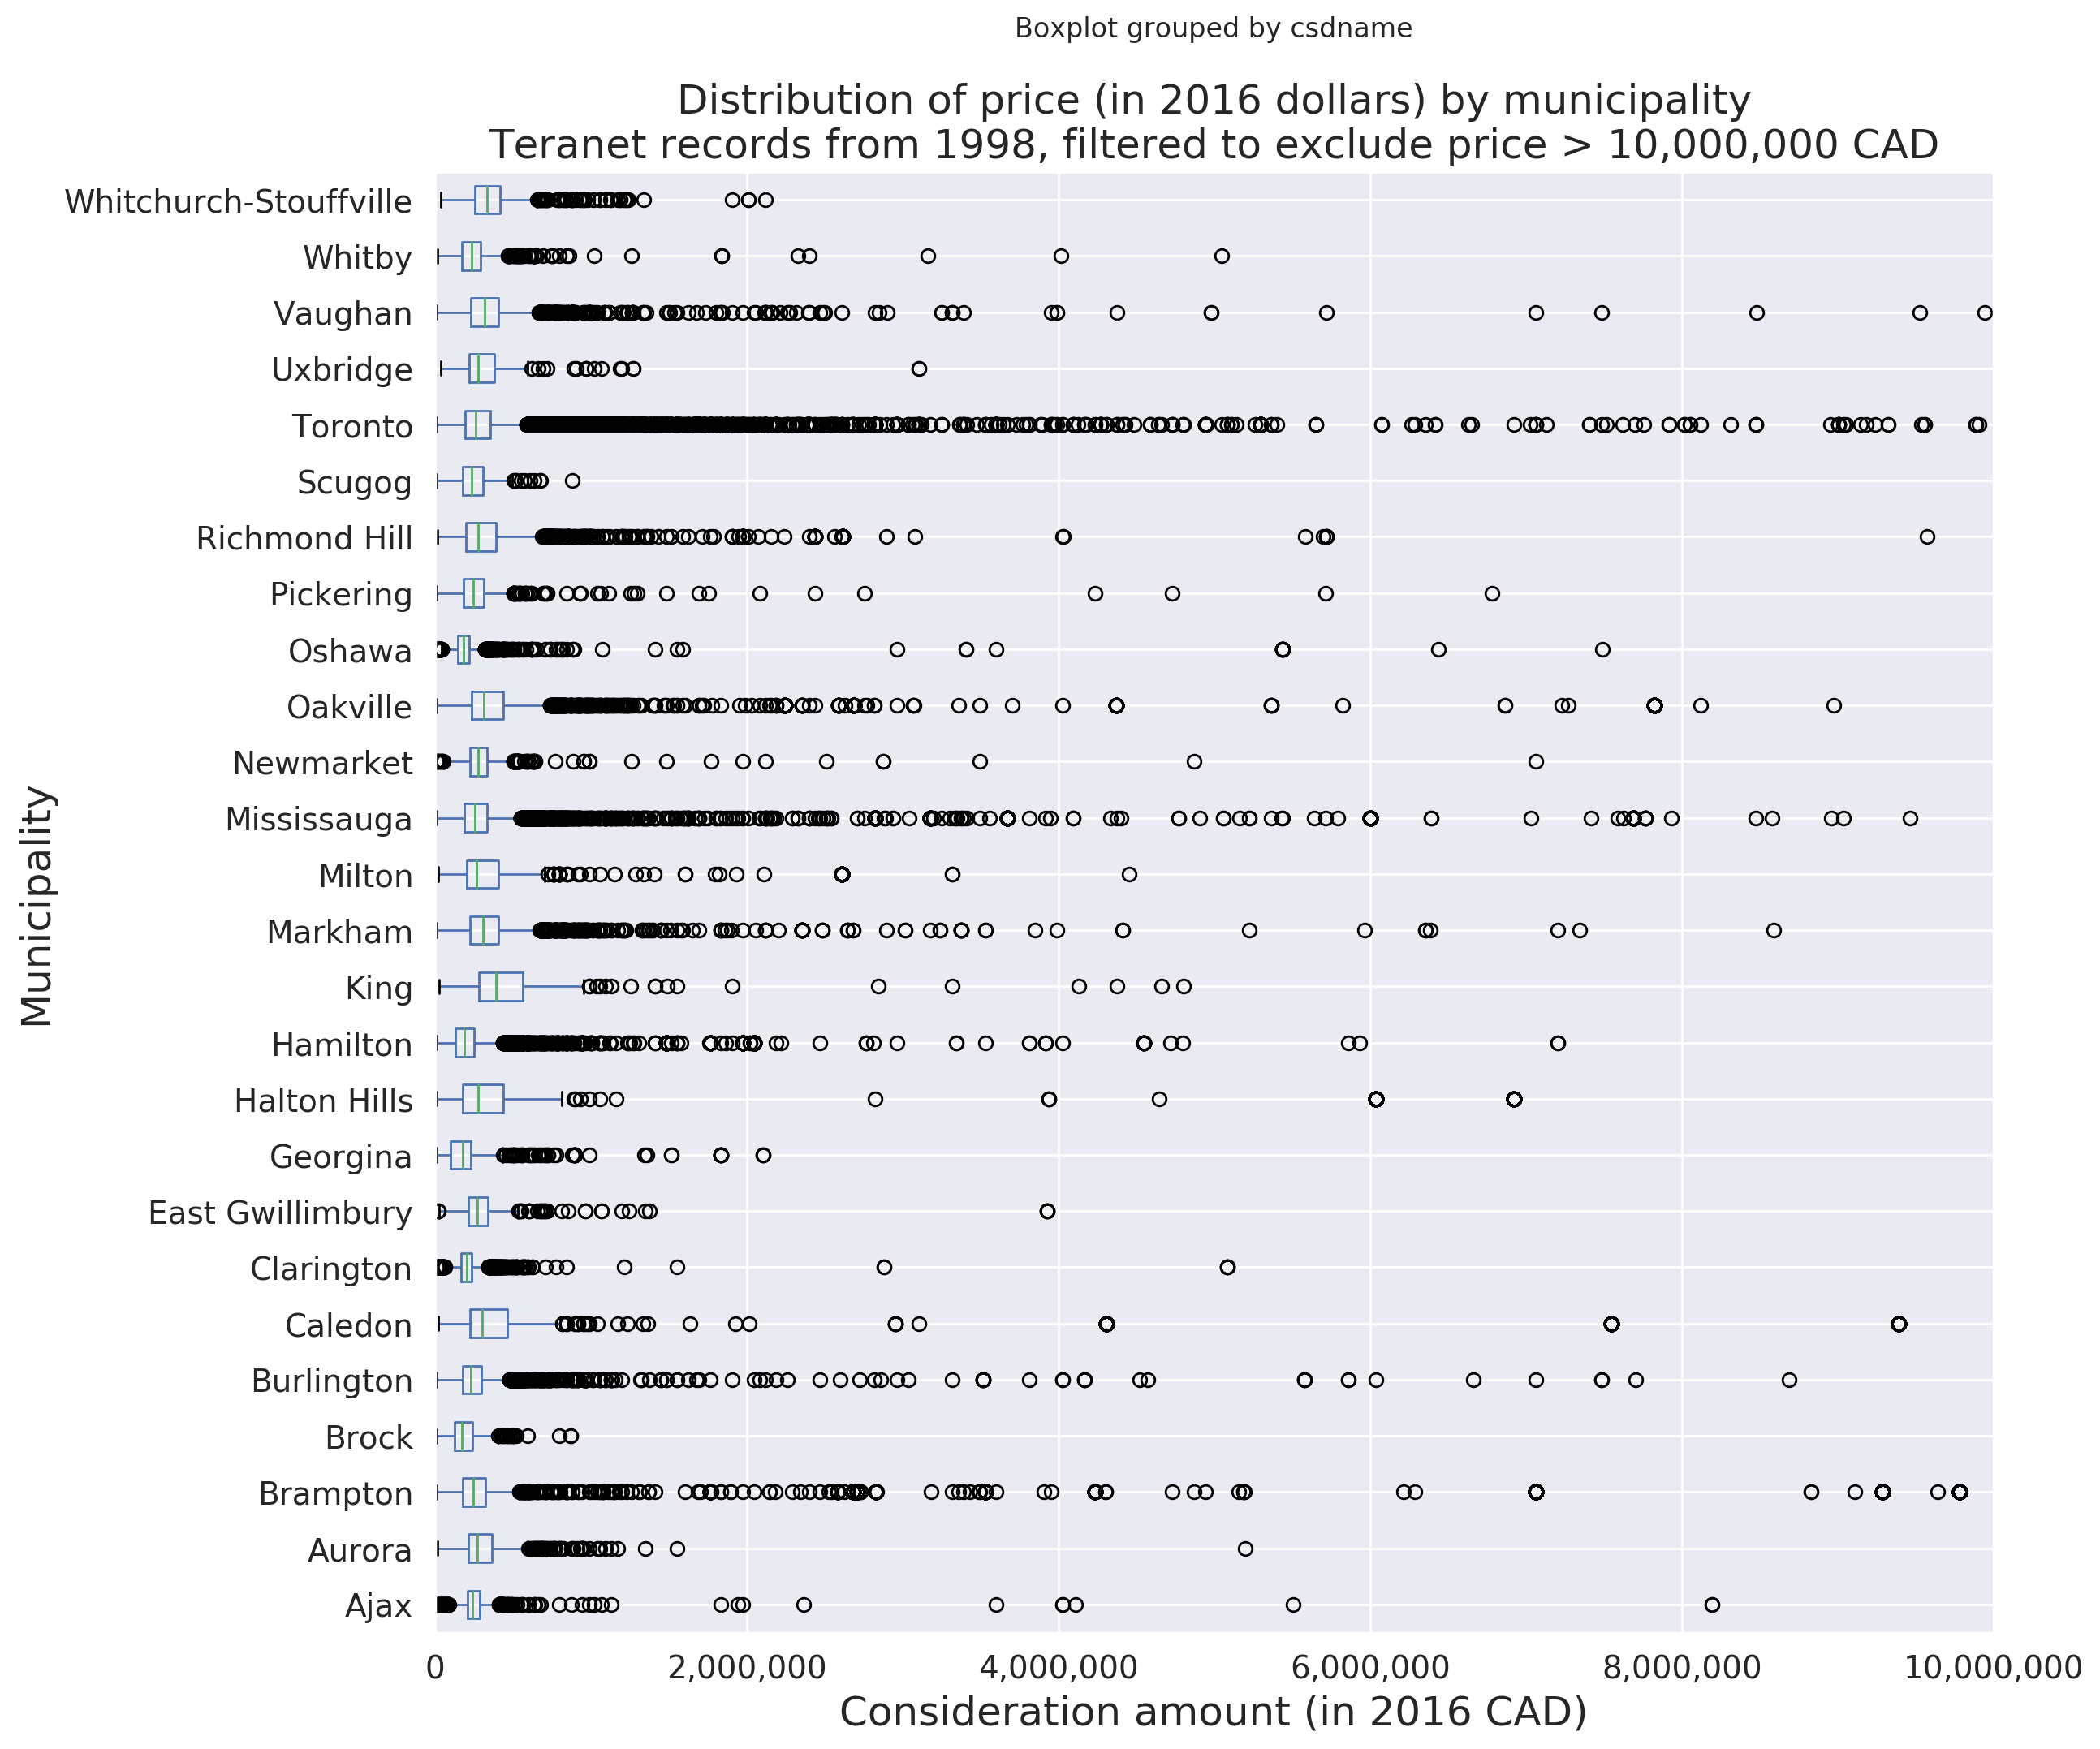 Boxplot grouped by csdname
Distribution of price (in 2016 dollars) by municipality
Teranet records from 1998, filtered to exclude price > 10,000,000 CAD
Whitchurch-Stouffville
Whitby
Vaughan
Uxbridge
Toronto
Scugog
Richmond Hill
Pickering
Oshawa
Oakville
Newmarket
Mississauga
Milton
Markham
King
Hamilton
Halton Hills
Georgina
East Gwillimbury
Clarington
Caledon
Burlington
Brock
Brampton
Aurora
Ajax
Municipality
0 2,000,000 4,000,000 6,000,000 8,000,000 10,000,000
Consideration amount (in 2016 CAD)